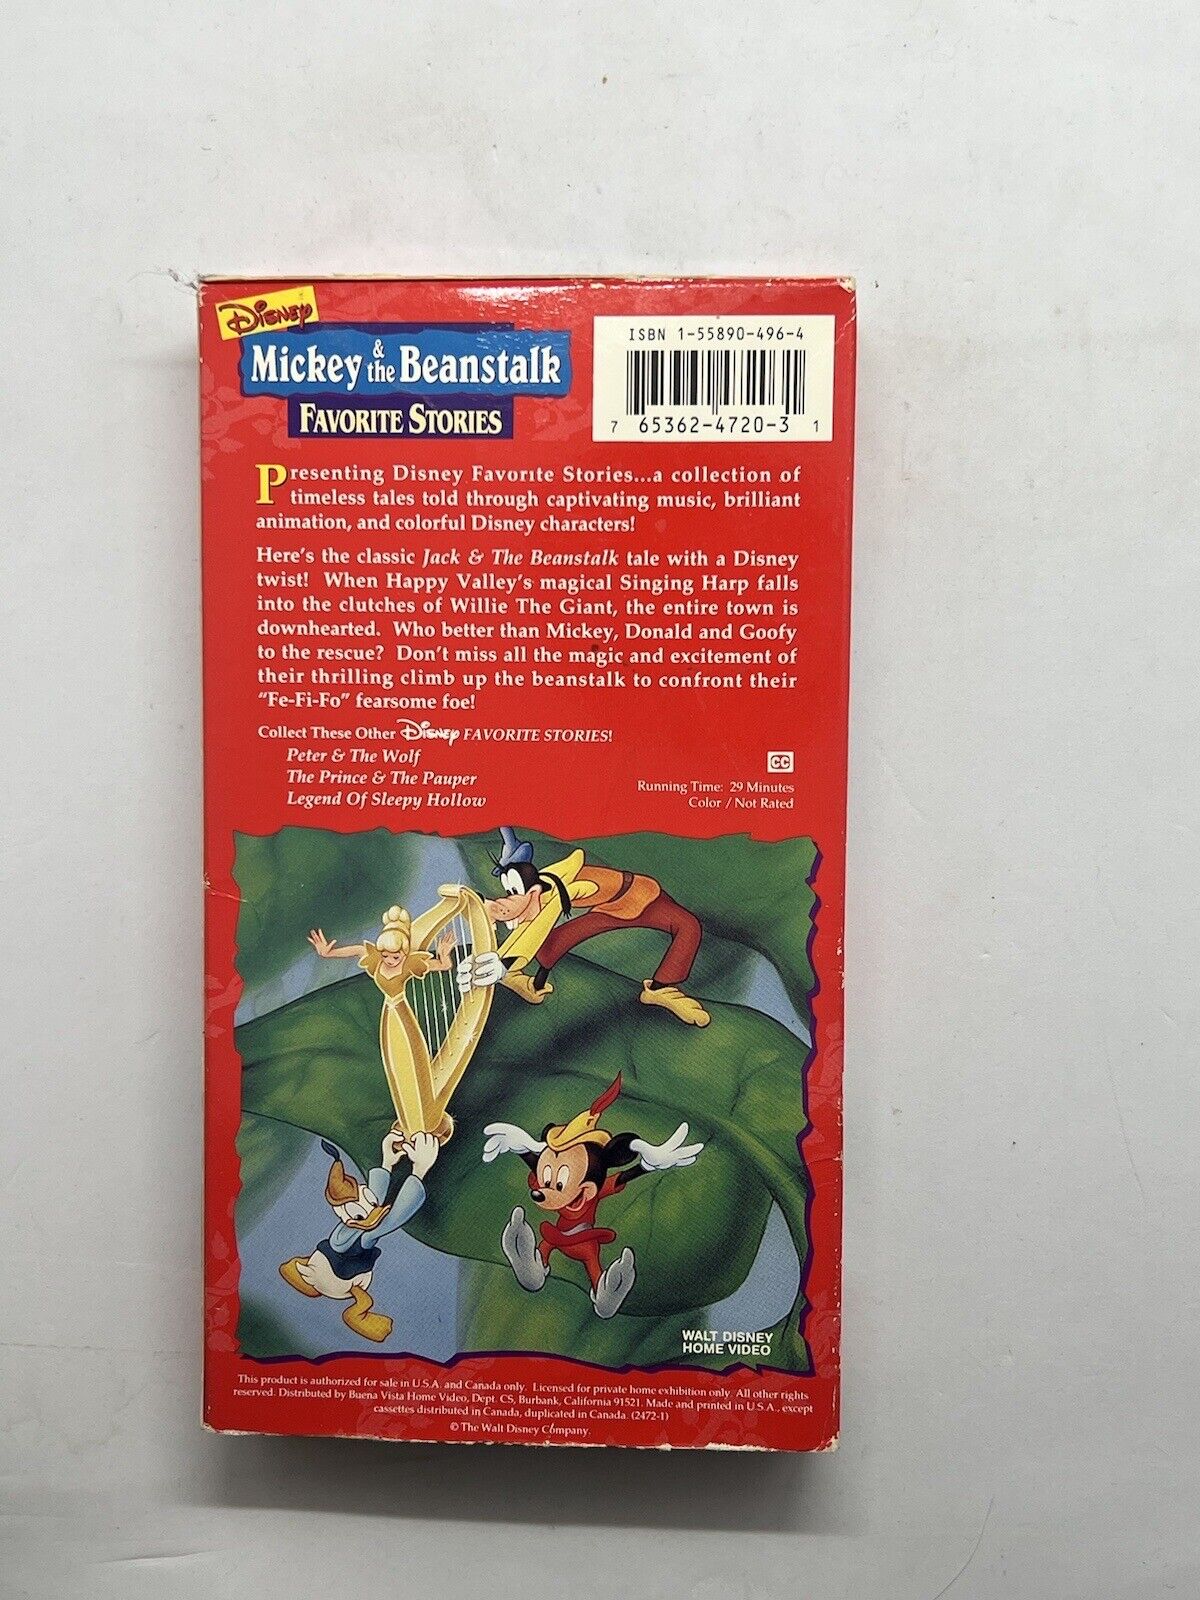 Disney
Mickey & the Beanstalk
FAVORITE STORIES
ISBN 1-55890-496-4
7 65362-4720-3 1
Presenting Disney Favorite Stories...a collection of
timeless tales told through captivating music, brilliant
animation, and colorful Disney characters!
Here's the classic Jack & The Beanstalk tale with a Disney
twist! When Happy Valley's magical Singing Harp falls
into the clutches of Willie The Giant, the entire town is
downhearted. Who better than Mickey, Donald and Goofy
to the rescue? Don't miss all the magic and excitement of
their thrilling climb up the beanstalk to confront their
"Fe-Fi-Fo" fearsome foe!
Collect These Other Disney FAVORITE STORIES!
Peter & The Wolf
The Prince & The Pauper
Legend Of Sleepy Hollow
CC
Running Time: 29 Minutes
Color / Not Rated
WALT DISNEY
HOME VIDEO
This product is authorized for sale in U.S.A. and Canada only. Licensed for private home exhibition only. All other rights
reserved. Distributed by Buena Vista Home Video, Dept. CS, Burbank, California 91521. Made and printed in U.S.A., except
cassettes distributed in Canada, duplicated in Canada. (2472-1)
© The Walt Disney Company.